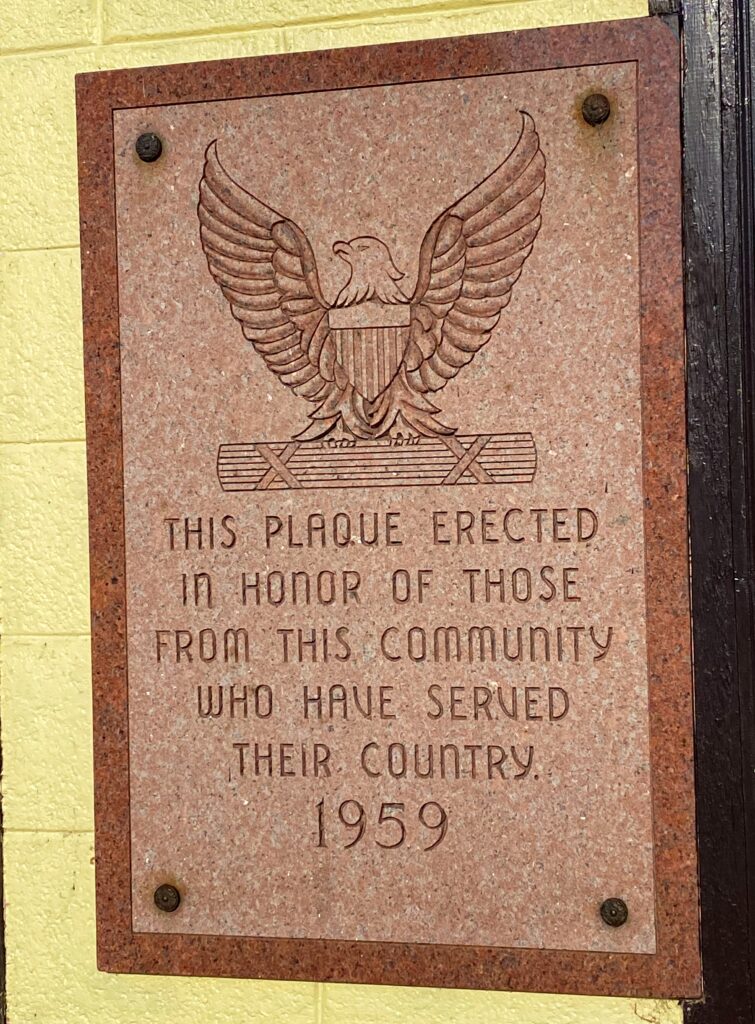 THIS PLAQUE ERECTED
IN HONOR OF THOSE
FROM THIS COMMUNITY
WHO HAVE SERVED
THEIR COUNTRY.
1959